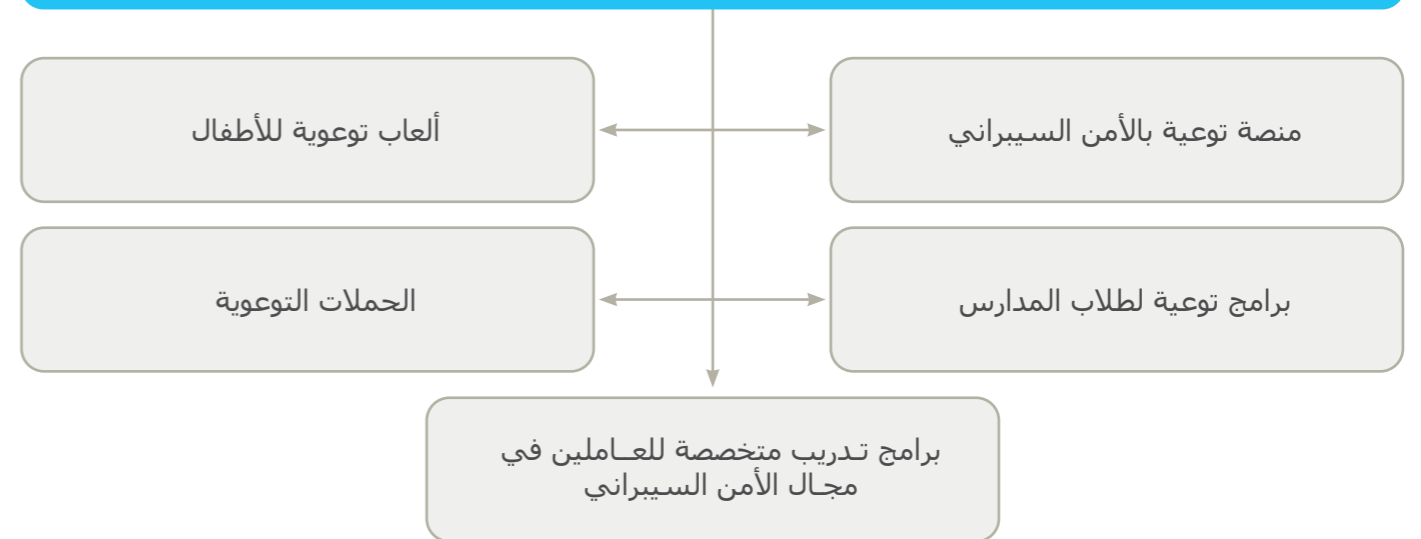 منصة توعية بالأمن السيبراني
ألعاب توعوية للأطفال
برامج توعية لطلاب المدارس
الحملات التوعوية
برامج تـدريب متخصصة للعــاملين في
مجـال الأمن السيبراني